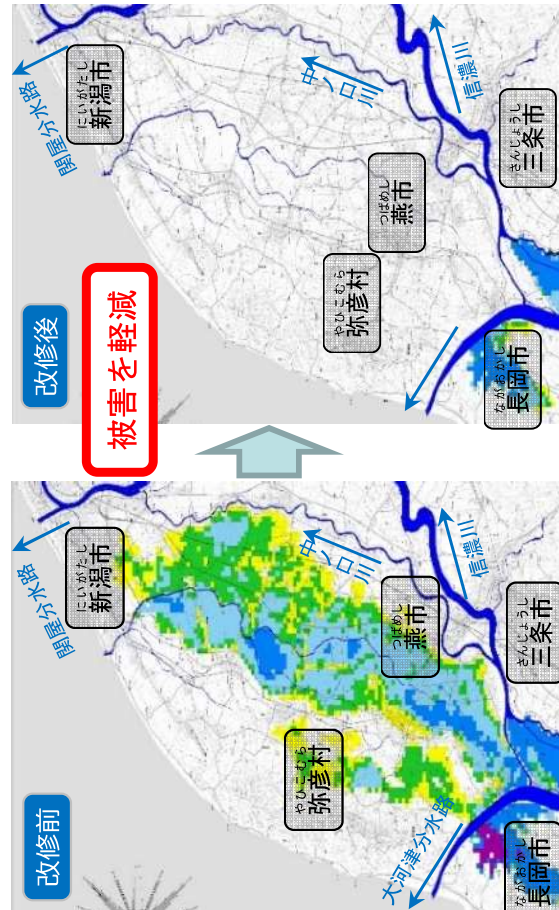 改修前
関屋分水路
にいがたし
新潟市
やひこむら
弥彦村
中ノ口川
つばめし
燕市
信濃川
大河津分水路
さんじょうし
三条市
ながおかし
長岡市
被害を軽減
改修後
関屋分水路
にいがたし
新潟市
中ノ口川
やひこむら
弥彦村
つばめし
燕市
信濃川
さんじょうし
三条市
ながおかし
長岡市